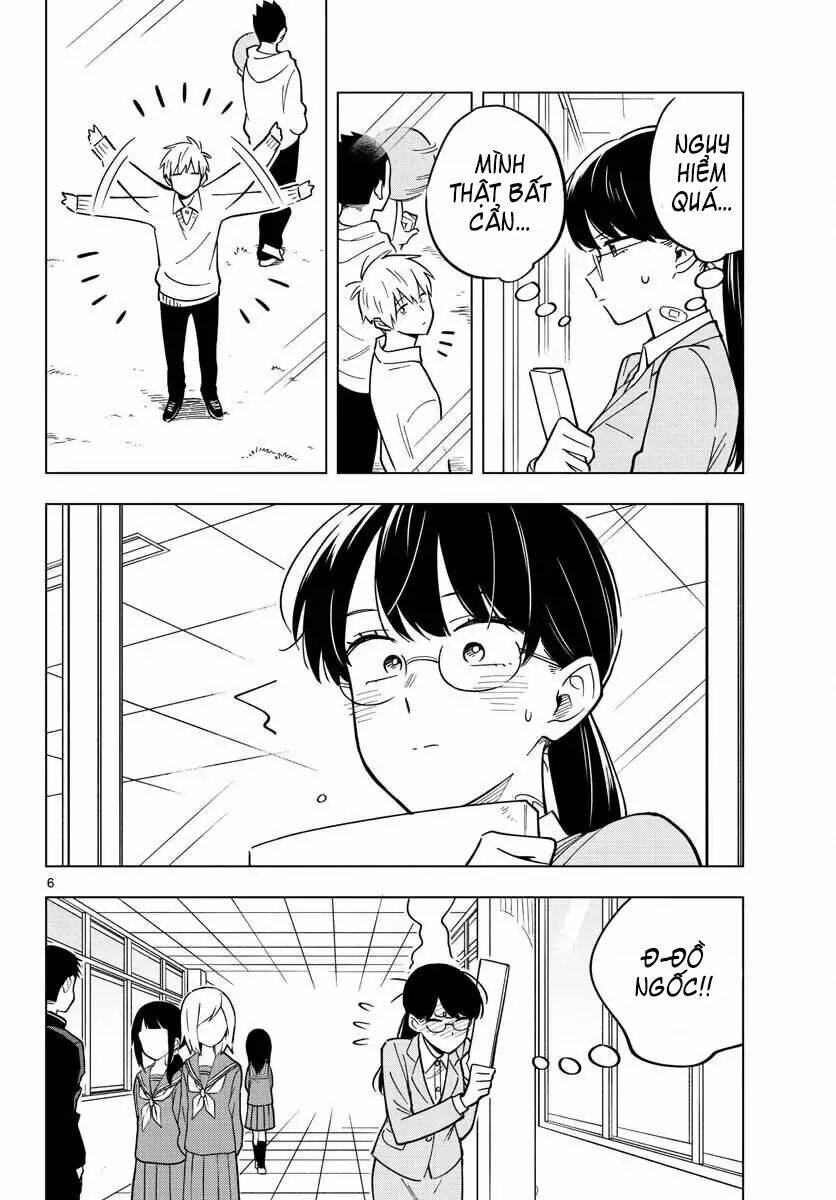 NGUY
HIỂM
QUÁ...
MÌNH
THẬT BẤT
CẨN...
6
Đ-ĐỒ
NGỐC!!